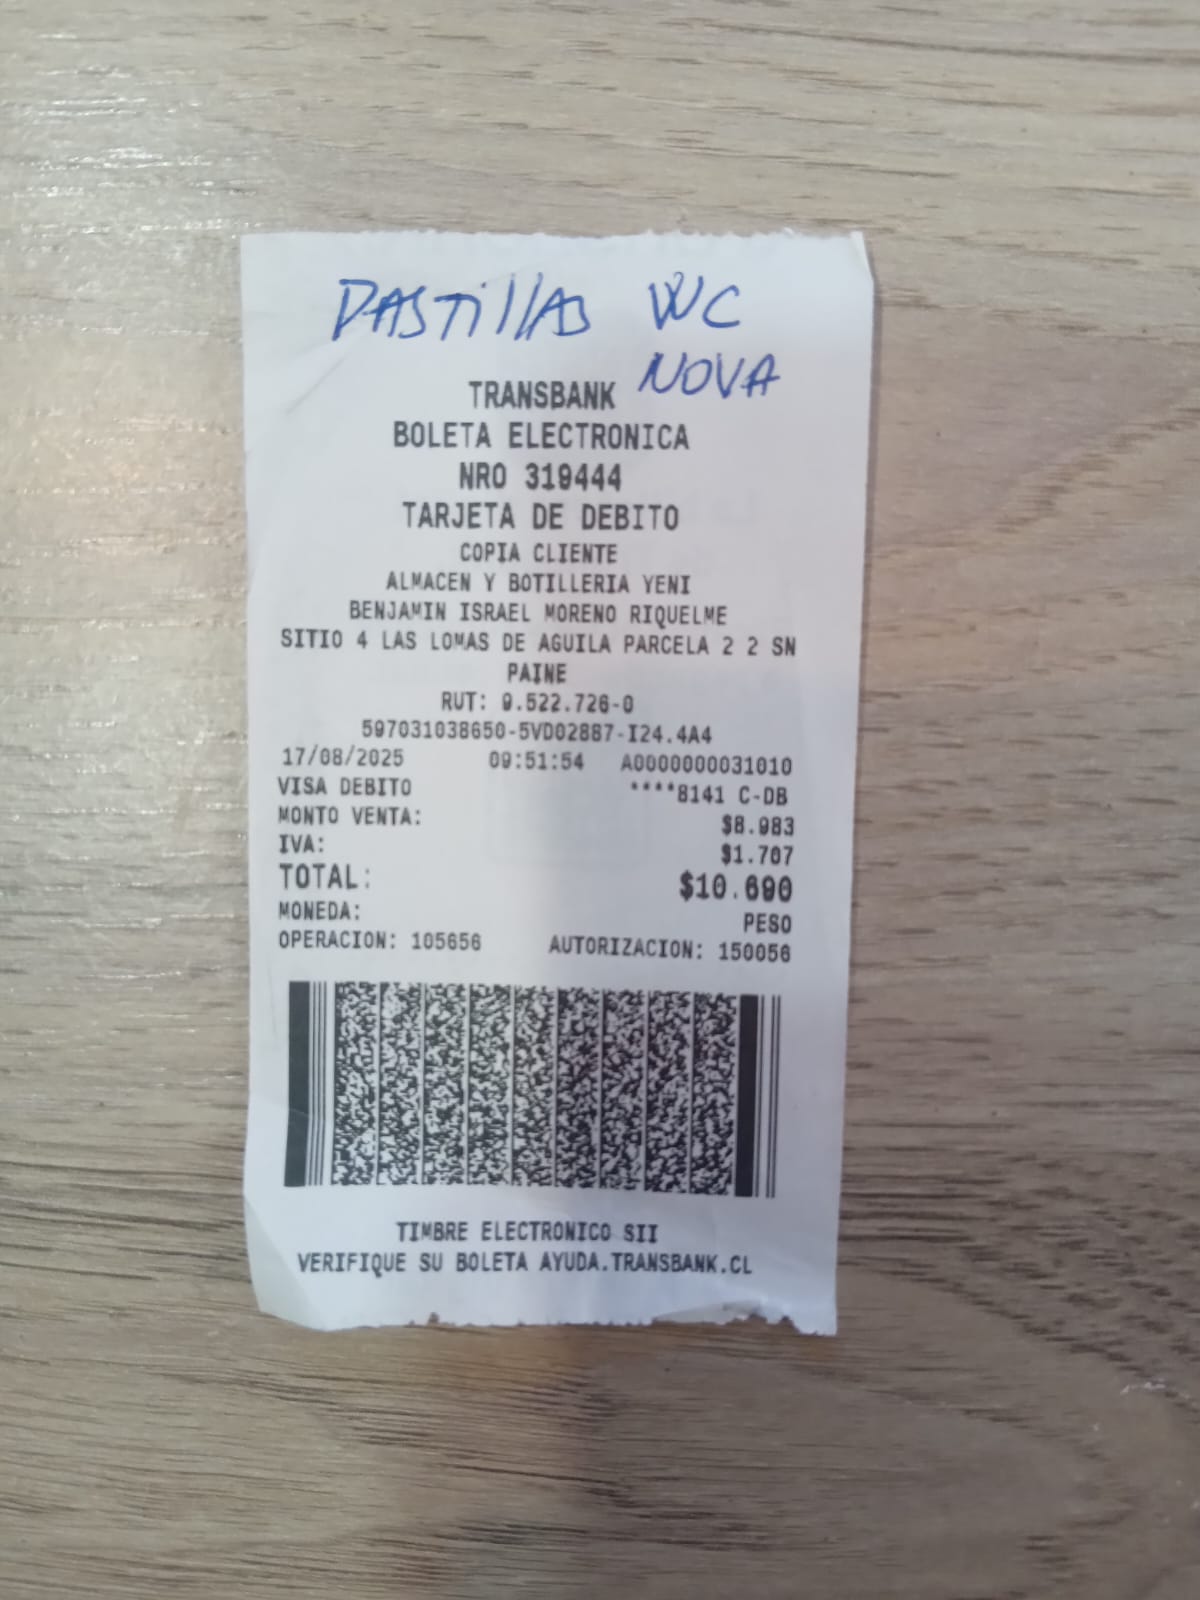 PASTillAS WC
NOVA
TRANSBANK
BOLETA ELECTRONICA
NRO 319444
TARJETA DE DEBITO
COPIA CLIENTE
ALMACEN Y BOTILLERIA YENI
BENJAMIN ISRAEL MORENO RIQUELME
SITIO 4 LAS LOMAS DE AGUILA PARCELA 2 2 SN
PAINE
RUT: 9.522.726-0
597031038650-5VD02887-I24.4A4
17/08/2025 09:51:54 A0000000031010
VISA DEBITO ****8141 C-DB
MONTO VENTA: $8.983
IVA: $1.707
TOTAL: $10.690
MONEDA: PESO
OPERACION: 105656 AUTORIZACION: 150056
TIMBRE ELECTRONICO SII
VERIFIQUE SU BOLETA AYUDA.TRANSBANK.CL